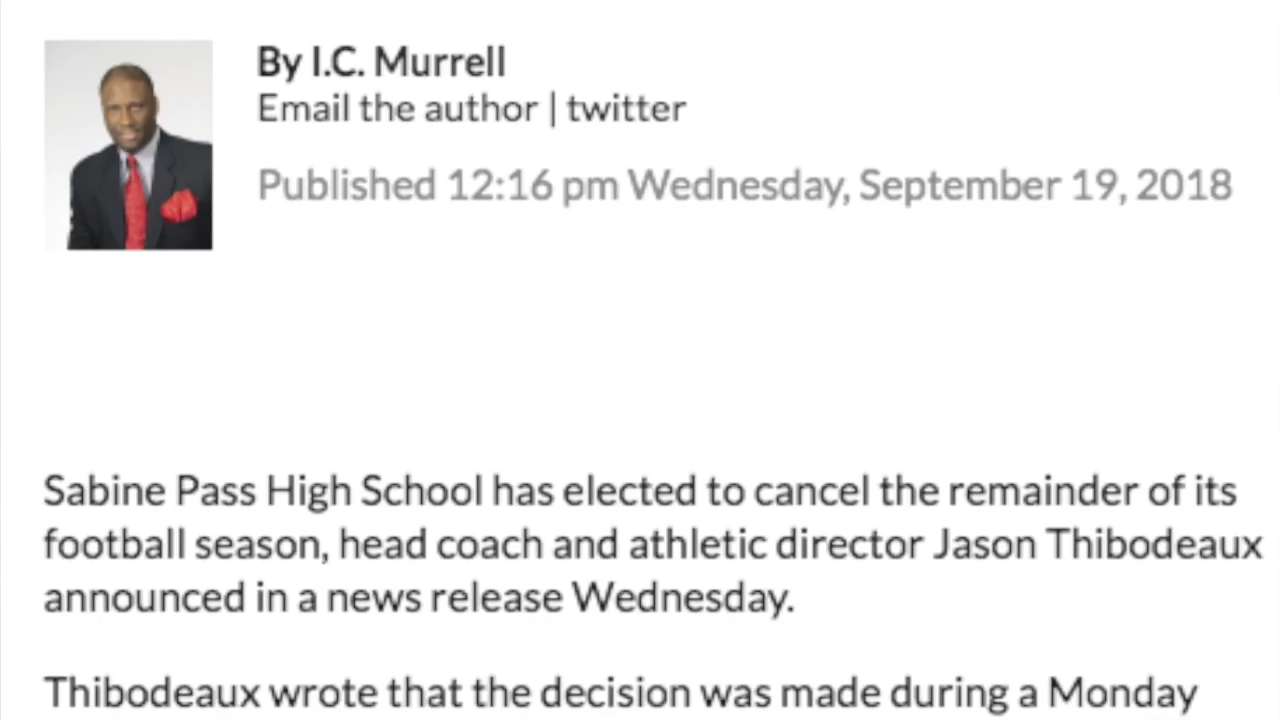 By I.C. Murrell
Email the author | twitter
Published 12:16 pm Wednesday, September 19, 2018
Sabine Pass High School has elected to cancel the remainder of its
football season, head coach and athletic director Jason Thibodeaux
announced in a news release Wednesday.
Thibodeaux wrote that the decision was made during a Monday